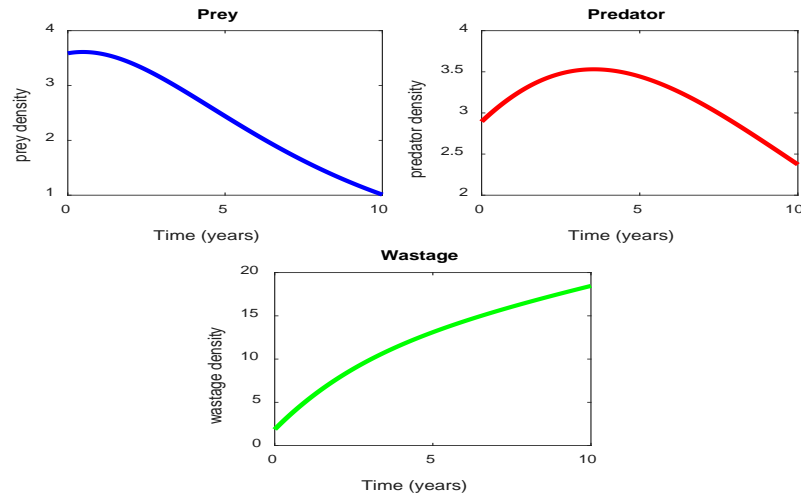 Prey
4
3
2
1
prey density
0
5
10
Time (years)
Predator
4
3.5
3
2.5
2
predator density
0
5
10
Time (years)
Wastage
20
15
10
5
0
wastage density
0
5
10
Time (years)